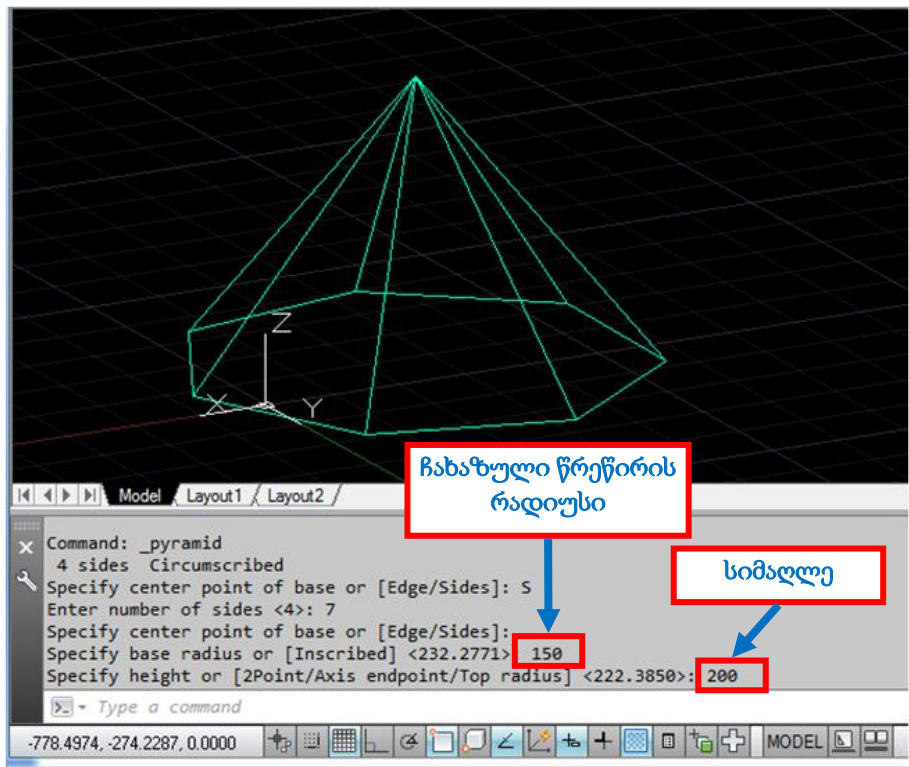 Z
X
Y
ჩახაზული წრეწირის
რადიუსი
Model Layout1 Layout2
Command: _pyramid
4 sides Circumscribed
Specify center point of base or [Edge/Sides]: S
Enter number of sides <4>: 7
Specify center point of base or [Edge/Sides]:
Specify base radius or [Inscribed] <232.2771> 150
Specify height or [2Point/Axis endpoint/Top radius] <222.3850>: 200
სიმაღლე
Type a command
-778.4974, -274.2287, 0.0000 MODEL